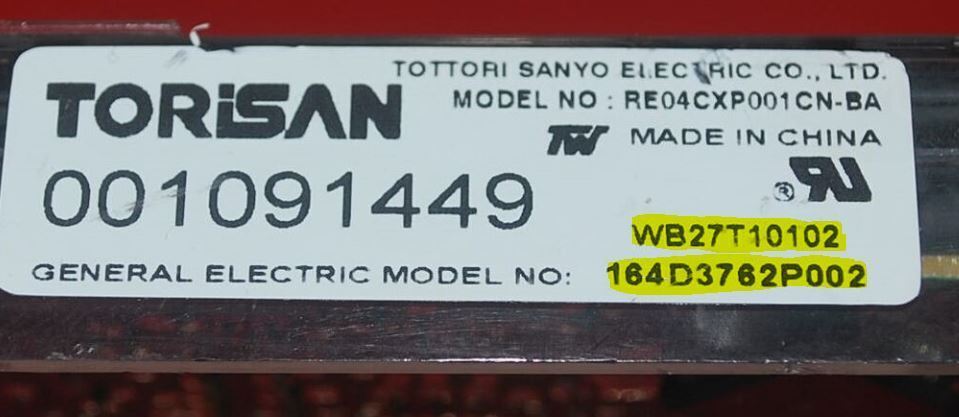 TOTTORI SANYO ELECTRIC CO., LTD.
TORiSAN
MODEL NO : RE04CXP001CN-BA
TW MADE IN CHINA
001091449
® RU
WB27T10102
GENERAL ELECTRIC MODEL NO: 164D3762P002